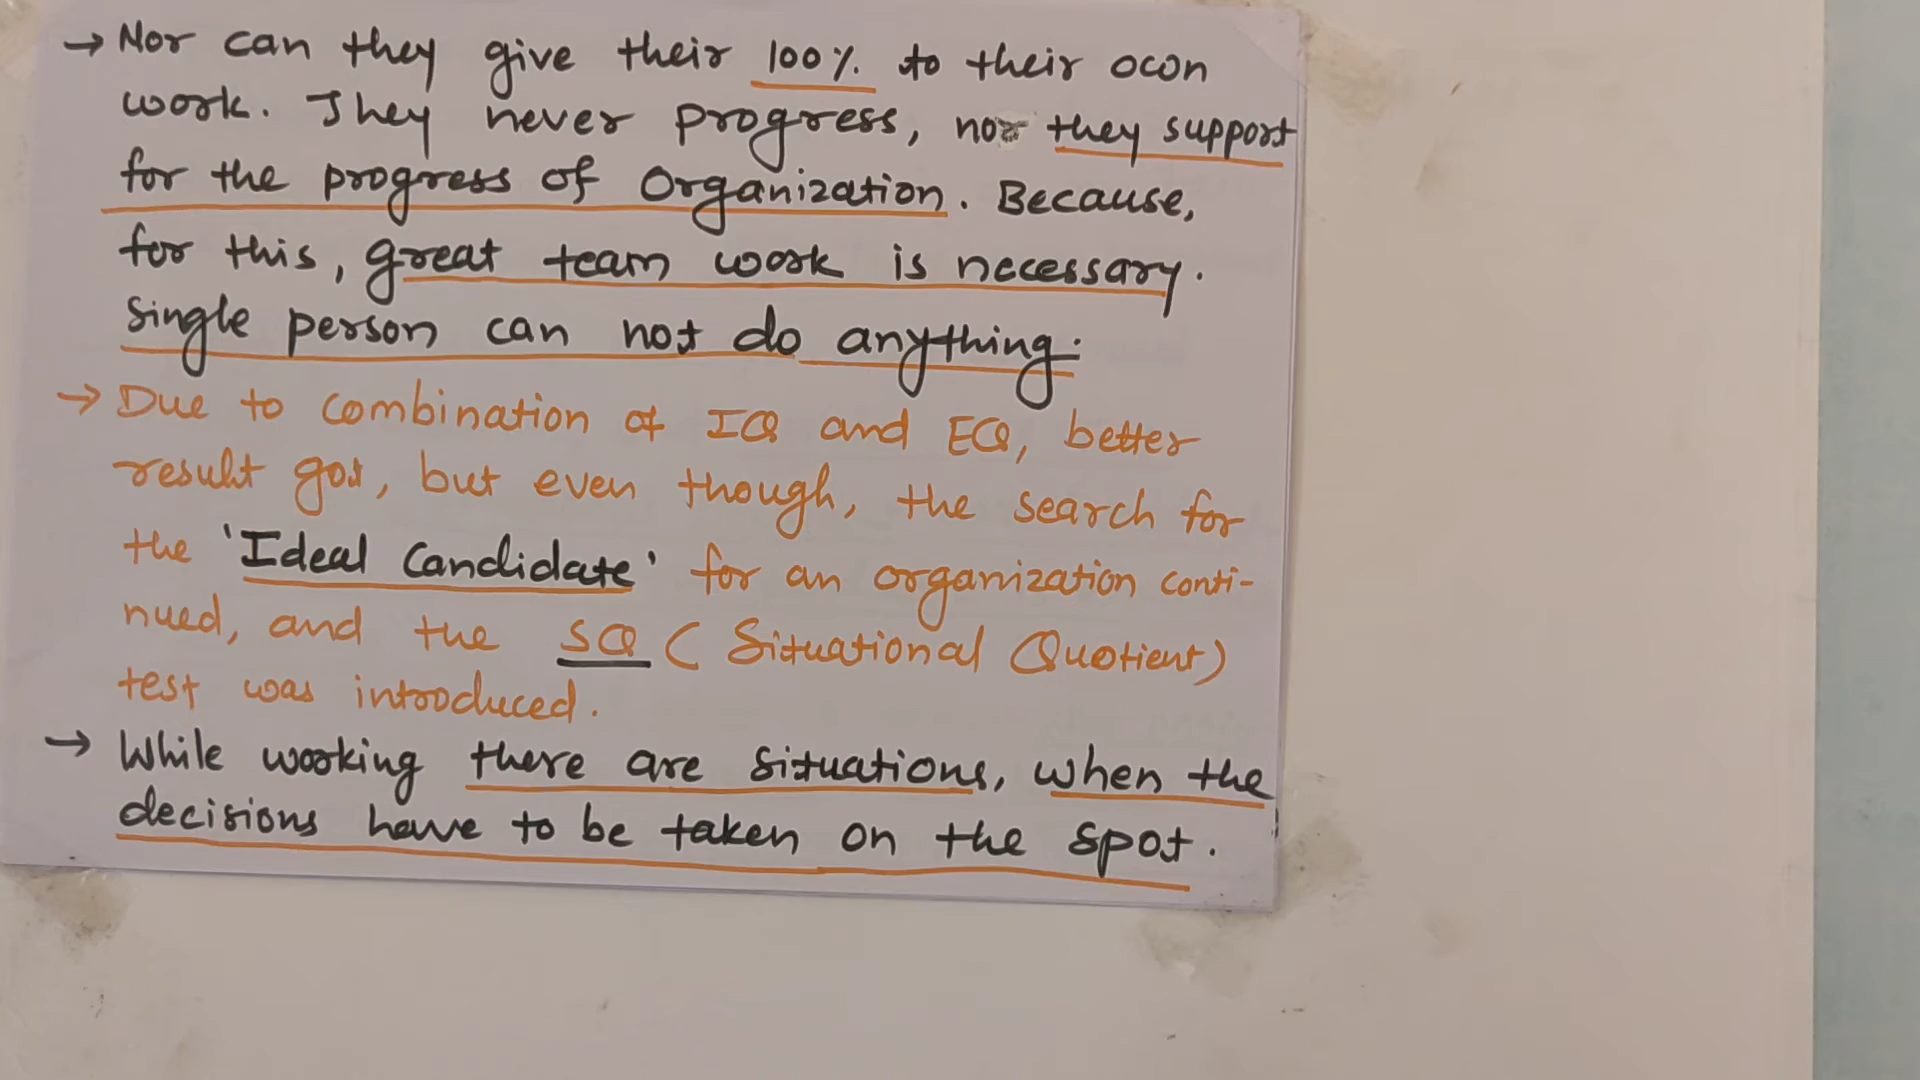 → Nor can they give their 100% to their own
work. They never progress, nor they support
for the progress of Organization. Because,
for this, great team work is necessary.
Single person can not do anything.
→ Due to combination of IQ and EQ, better
result got, but even though, the search for
the 'Ideal Candidate' for an organization conti-
nued, and the SQ (Situational Quotient)
test was introduced.
→ While working there are situations, when the
decisions have to be taken on the spot.